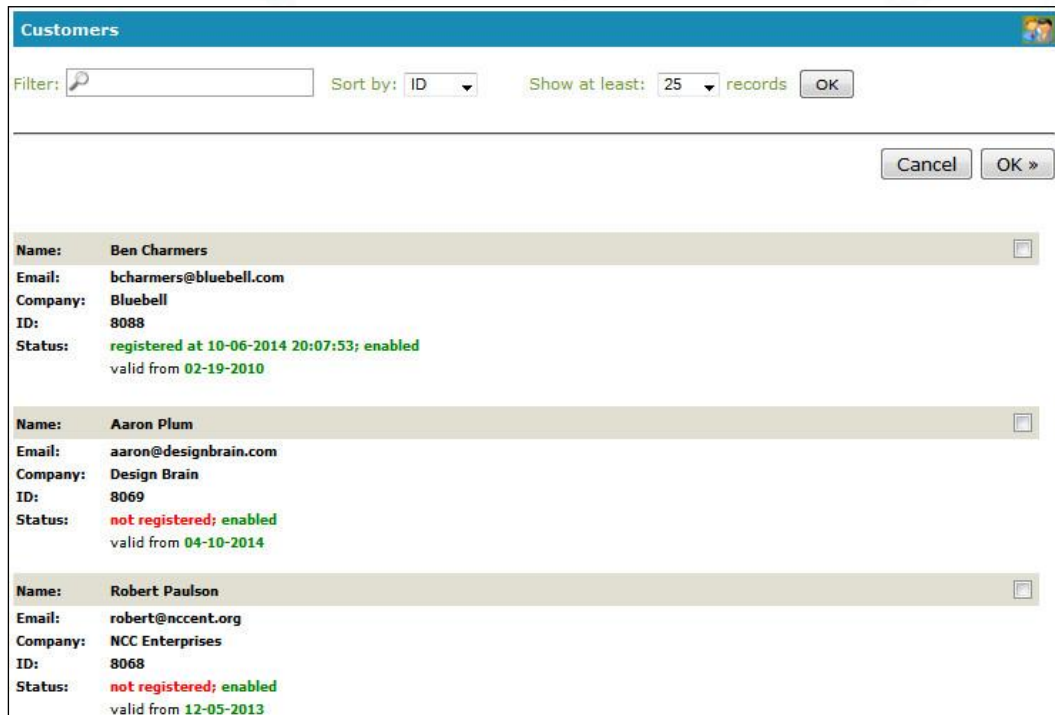 Customers
Filter: Sort by: ID Show at least: 25 records OK
Cancel OK »
Name: Ben Charmers
Email: bcharmers@bluebell.com
Company: Bluebell
ID: 8088
Status: registered at 10-06-2014 20:07:53; enabled
valid from 02-19-2010
Name: Aaron Plum
Email: aaron@designbrain.com
Company: Design Brain
ID: 8069
Status: not registered; enabled
valid from 04-10-2014
Name: Robert Paulson
Email: robert@nccent.org
Company: NCC Enterprises
ID: 8068
Status: not registered; enabled
valid from 12-05-2013